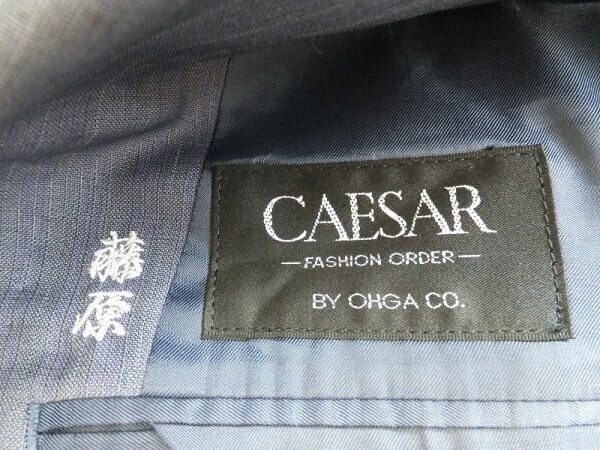 CAESAR
—FASHION ORDER—
BY OHGA CO.
藤原